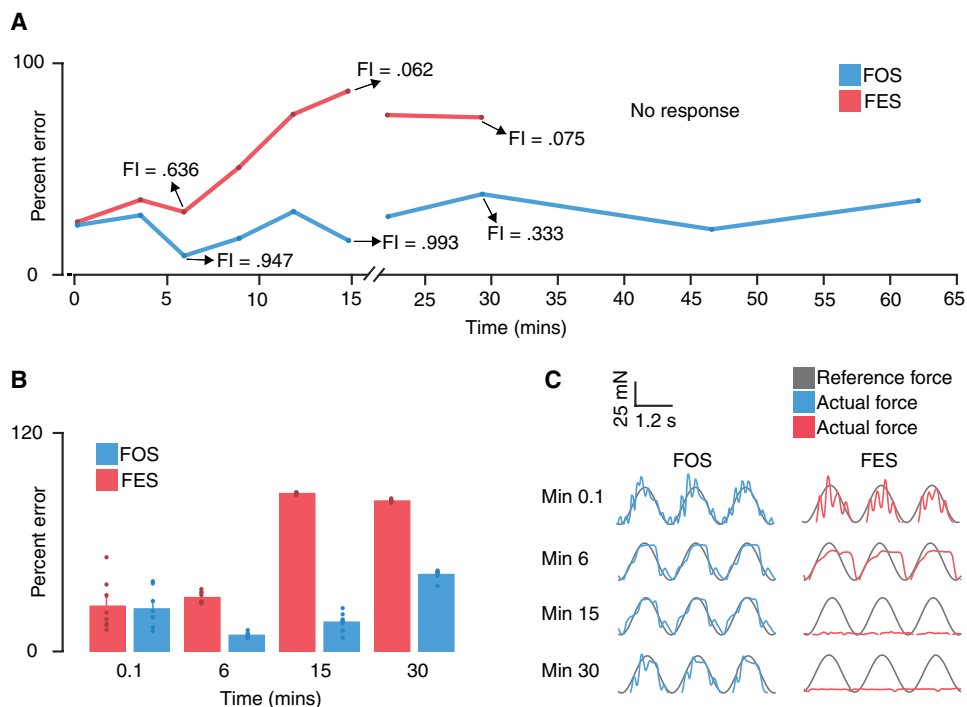 A
100
Percent error
0
FI = .062
FI = .636
FI = .947
FI = .993
FI = .075
FI = .333
No response
FOS
FES
0 5 10 15 25 30 40 45 50 55 60 65
Time (mins)
B
120
Percent error
0
FOS
FES
0.1 6 15 30
Time (mins)
C
25 mN
1.2 s
Reference force
Actual force
Actual force
FOS FES
Min 0.1
Min 6
Min 15
Min 30